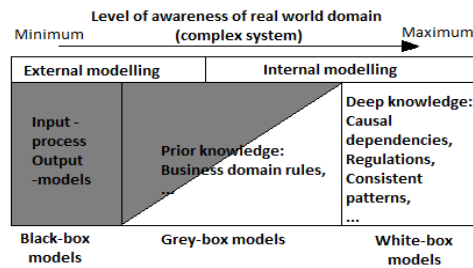 Level of awareness of real world domain
Minimum
(complex system)
Maximum
External modelling
Internal modelling
Input -
process
Output
-models
Prior knowledge:
Business domain rules,
...
Deep knowledge:
Causal
dependencies,
Regulations,
Consistent
patterns,
...
Black-box
models
Grey-box models
White-box
models